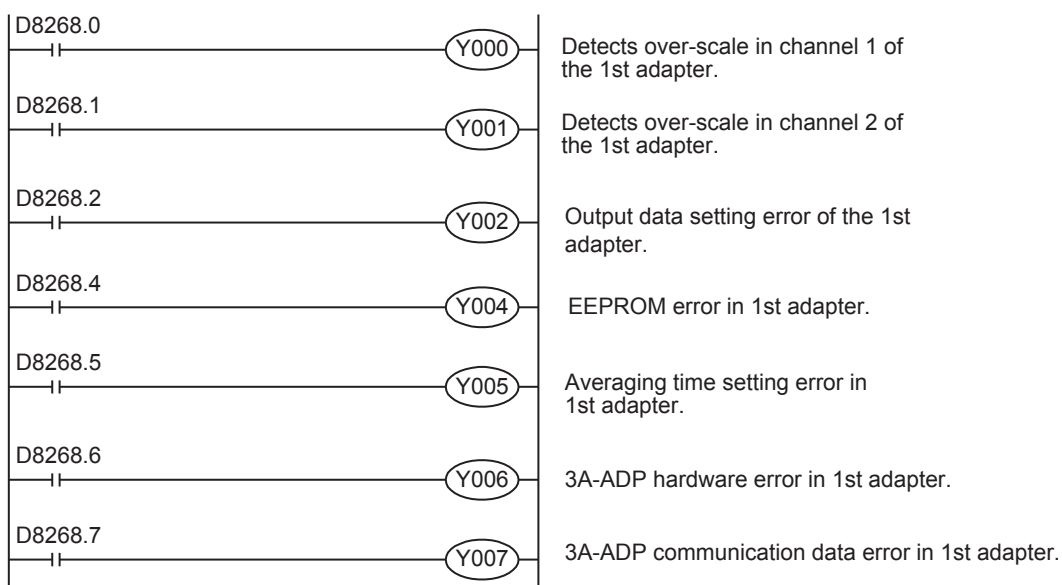 D8268.0
Y000
Detects over-scale in channel 1 of
the 1st adapter.
D8268.1
Y001
Detects over-scale in channel 2 of
the 1st adapter.
D8268.2
Y002
Output data setting error of the 1st
adapter.
D8268.4
Y004
EEPROM error in 1st adapter.
D8268.5
Y005
Averaging time setting error in
1st adapter.
D8268.6
Y006
3A-ADP hardware error in 1st adapter.
D8268.7
Y007
3A-ADP communication data error in 1st adapter.